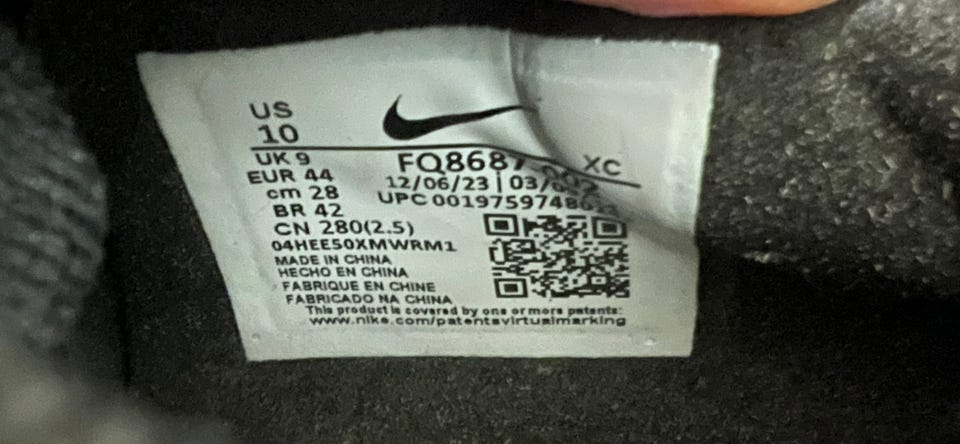 US
10
UK 9
EUR 44
cm 28
BR 42
CN 280(2.5)
04HEE50XMWRM1
MADE IN CHINA
HECHO EN CHINA
FABRIQUE EN CHINE
FABRICADO NA CHINA
XC
12/06/23
UPC
This product is covered by one or more patents:
www.nike.com/patentsvirtualmarking